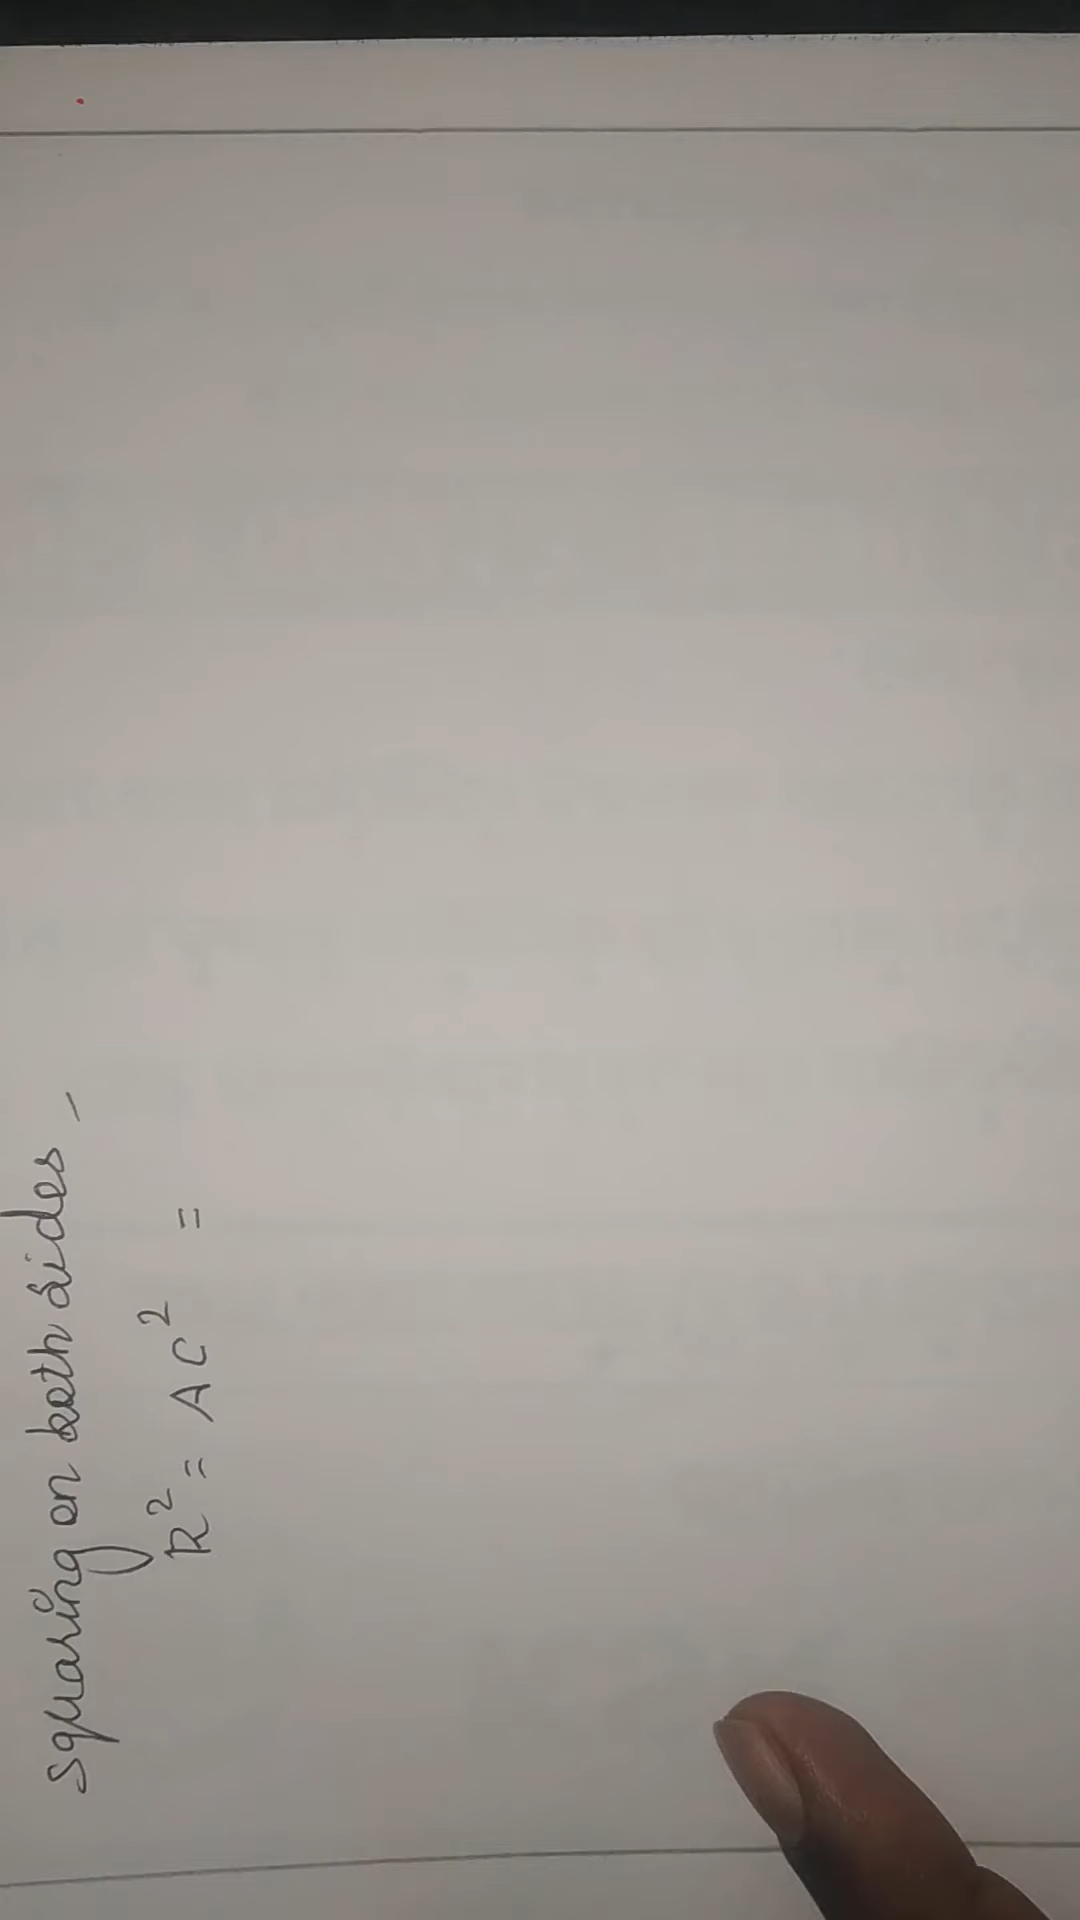 squaring on both sides -
R² = AC² =